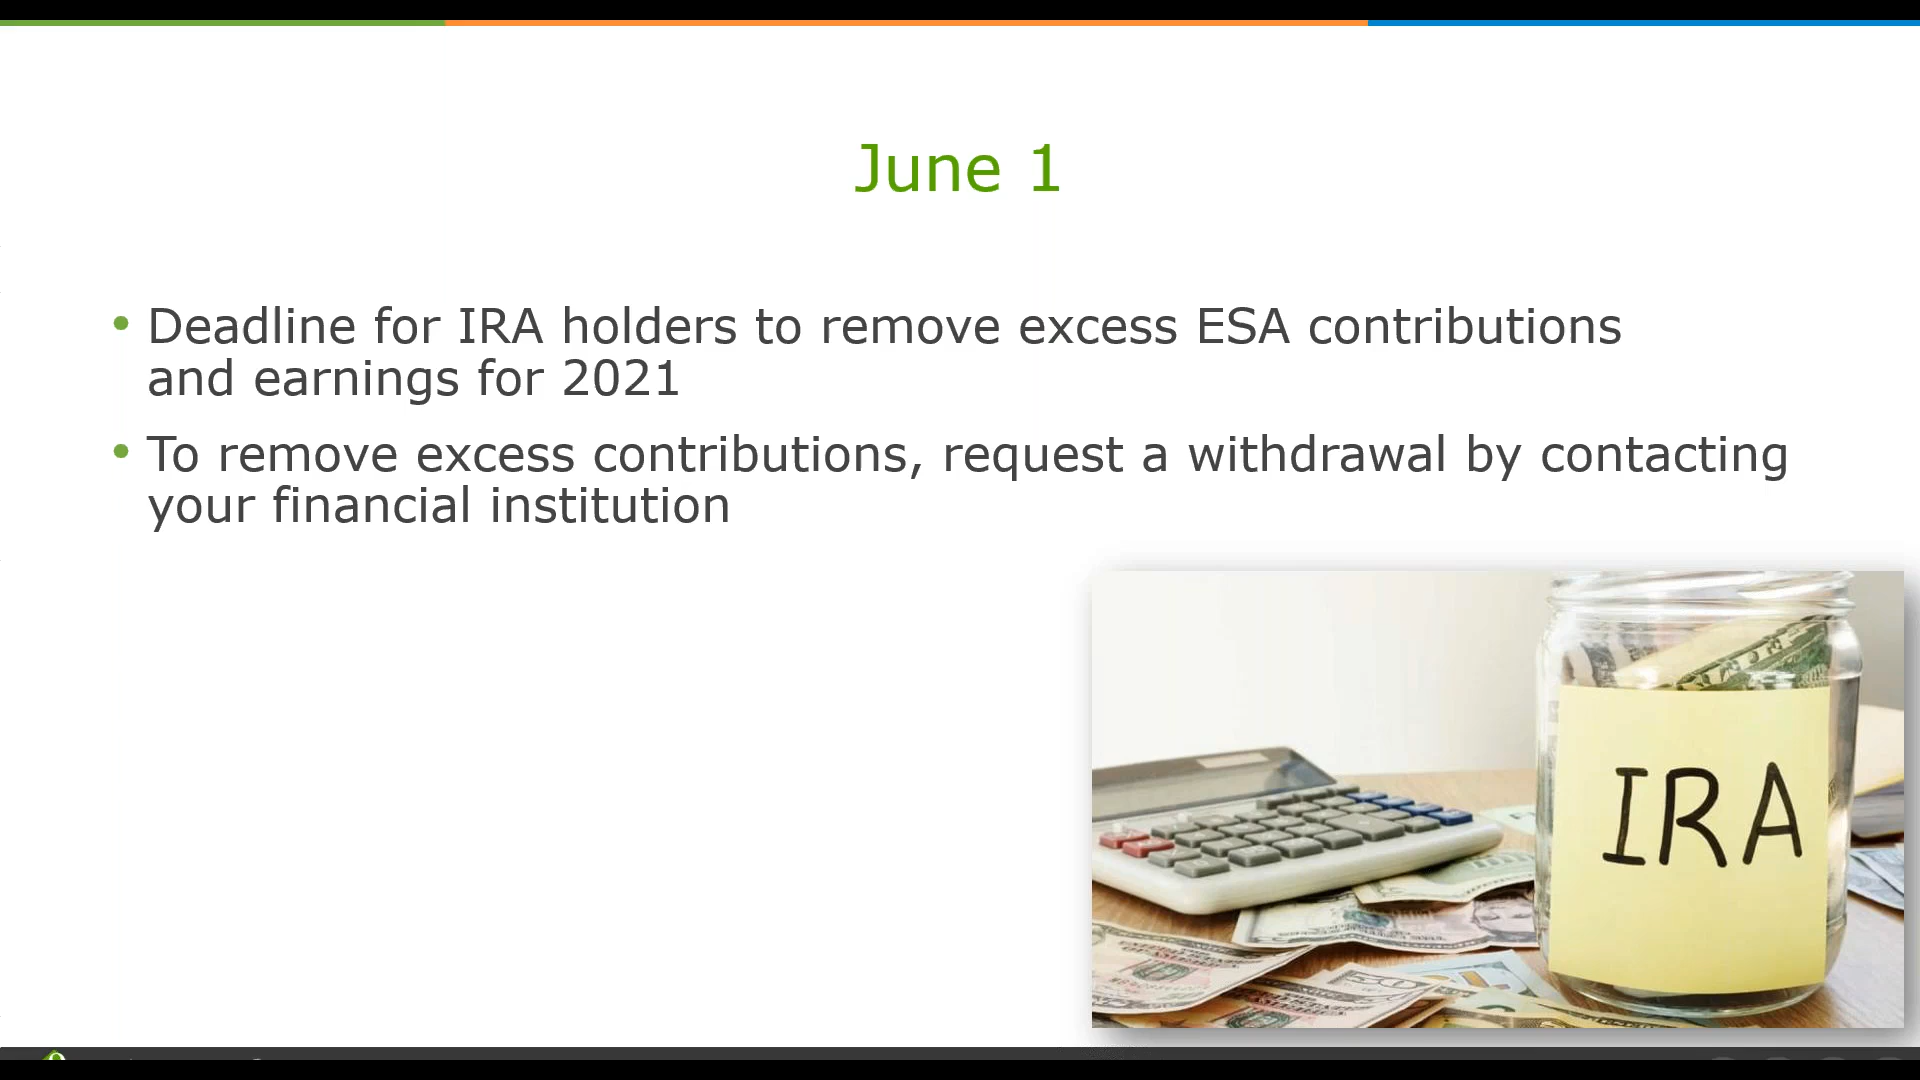 June 1
• Deadline for IRA holders to remove excess ESA contributions
and earnings for 2021
• To remove excess contributions, request a withdrawal by contacting
your financial institution
IRA